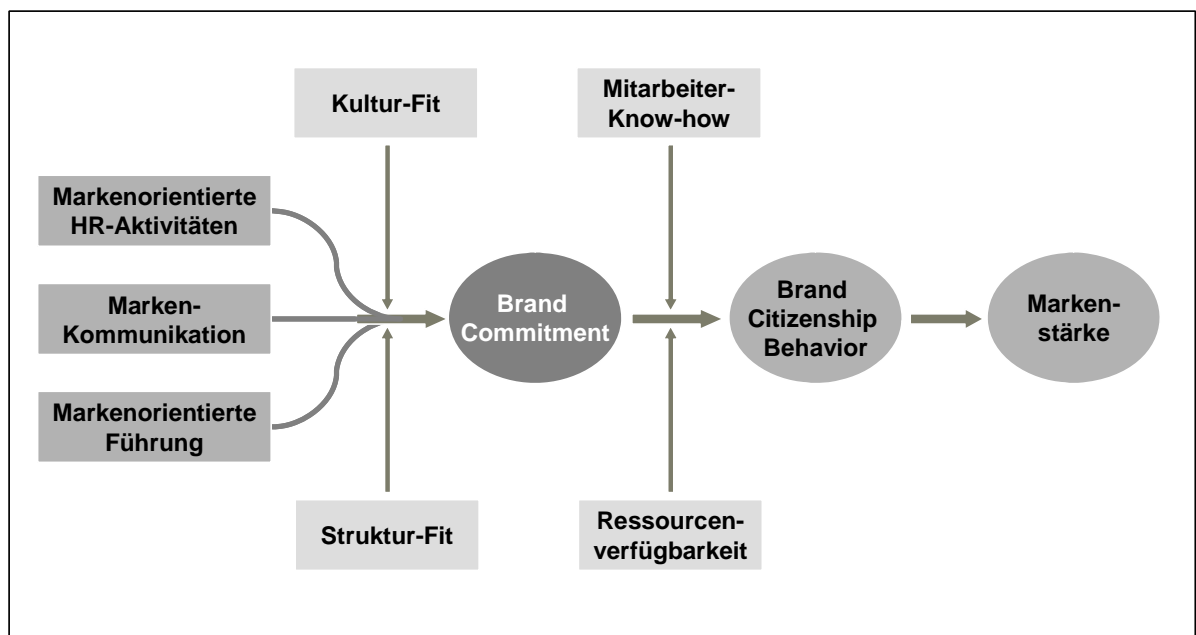 Kultur-Fit
Mitarbeiter-
Know-how
Markenorientierte
HR-Aktivitäten
Marken-
Kommunikation
Markenorientierte
Führung
Brand
Commitment
Brand
Citizenship
Behavior
Marken-
stärke
Struktur-Fit
Ressourcen-
verfügbarkeit